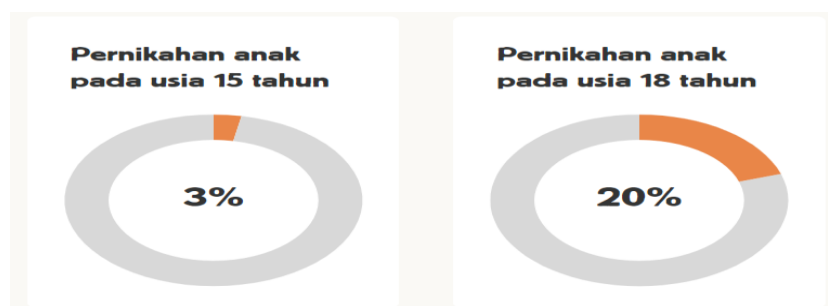 Pernikahan anak
pada usia 15 tahun
3%
Pernikahan anak
pada usia 18 tahun
20%